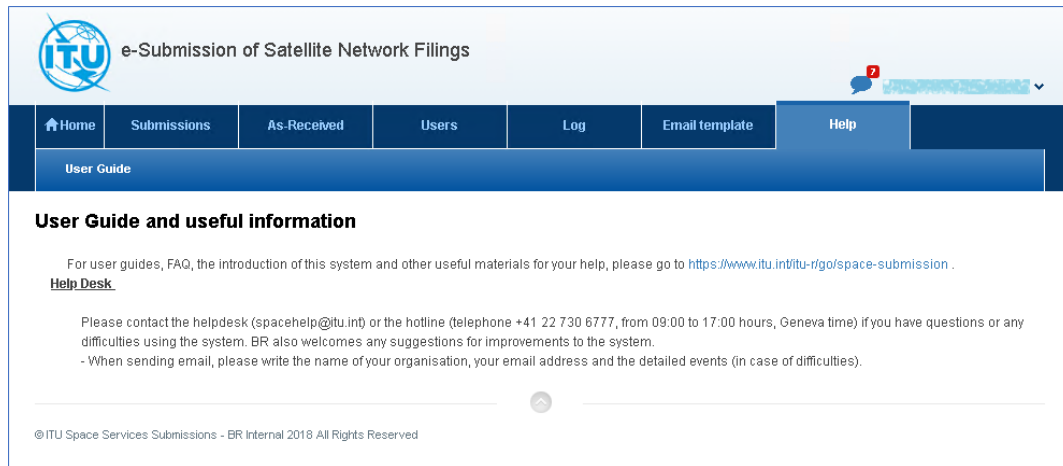 ITU
e-Submission of Satellite Network Filings
7
Home Submissions As-Received Users Log Email template Help
User Guide
User Guide and useful information
For user guides, FAQ, the introduction of this system and other useful materials for your help, please go to https://www.itu.int/itu-r/go/space-submission .
Help Desk
Please contact the helpdesk (spacehelp@itu.int) or the hotline (telephone +41 22 730 6777, from 09:00 to 17:00 hours, Geneva time) if you have questions or any
difficulties using the system. BR also welcomes any suggestions for improvements to the system.
- When sending email, please write the name of your organisation, your email address and the detailed events (in case of difficulties).
© ITU Space Services Submissions - BR Internal 2018 All Rights Reserved